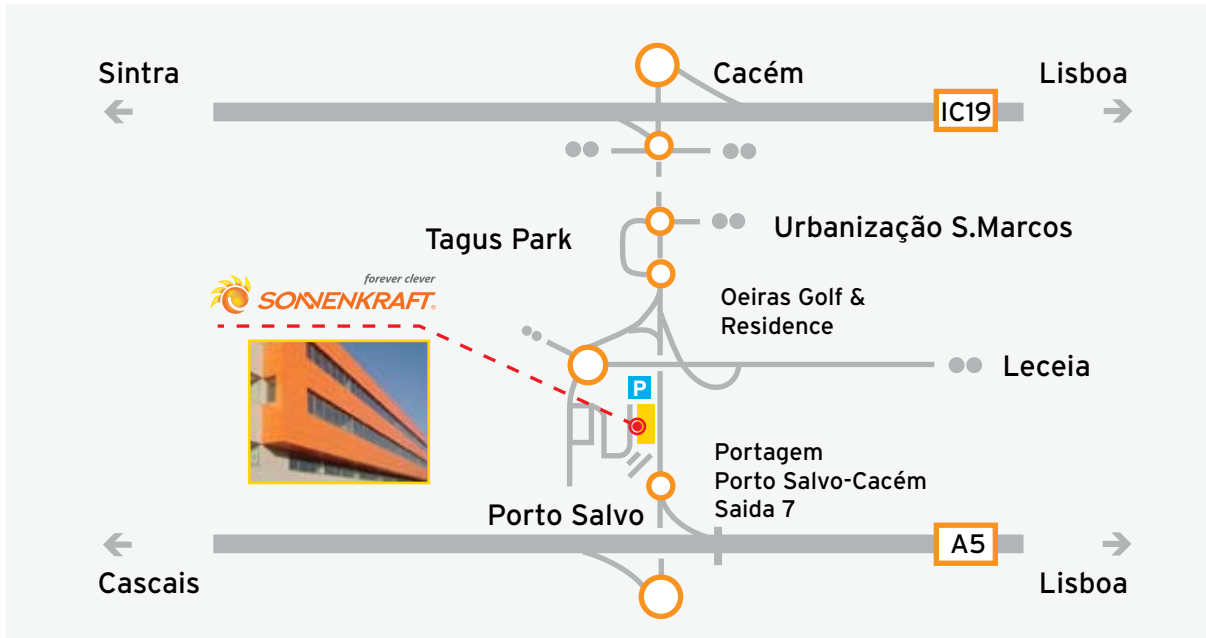 Sintra
Cacém
Lisboa
IC19
Tagus Park
Urbanização S.Marcos
forever clever
SONNENKRAFT®
Oeiras Golf &
Residence
Leceia
P
Portagem
Porto Salvo-Cacém
Saida 7
Porto Salvo
A5
Cascais
Lisboa